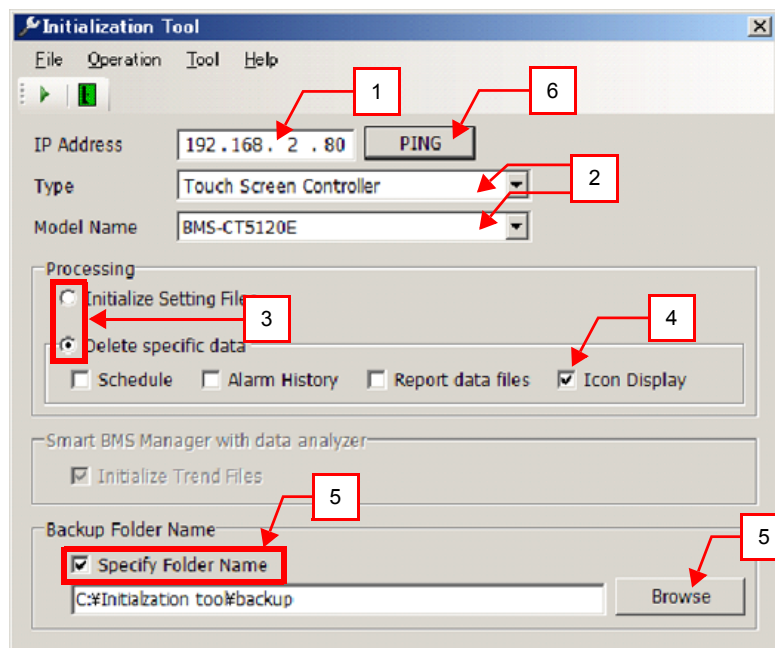 Initialization Tool
File Operation Tool Help
1
6
IP Address 192.168. 2 .80 PING
Type Touch Screen Controller
2
Model Name BMS-CT5120E
Processing
Initialize Setting Files
3
4
Delete specific data
Schedule Alarm History Report data files Icon Display
Smart BMS Manager with data analyzer
Initialize Trend Files
5
Backup Folder Name
5
Specify Folder Name
C:¥Initialzation tool¥backup Browse